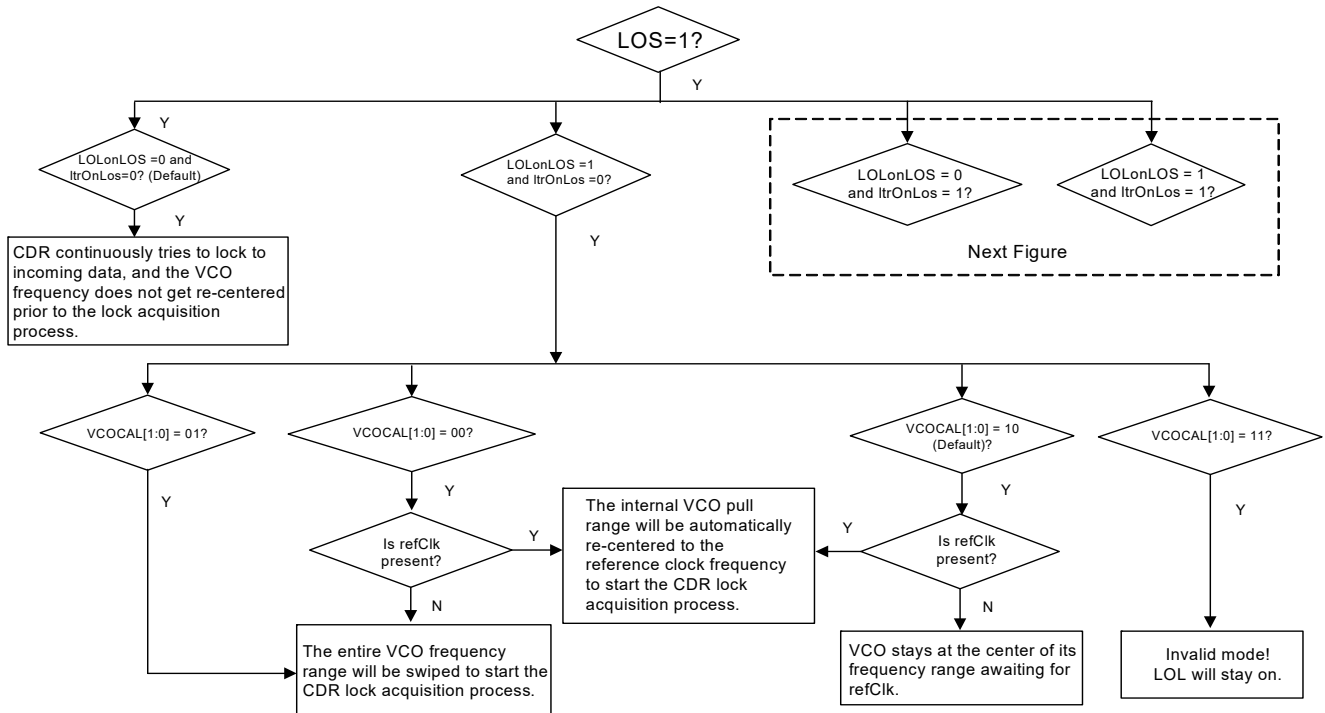 LOS=1?
Y
Y
LOLonLOS =0 and
ltrOnLos=0? (Default)
Y
CDR continuously tries to lock to
incoming data, and the VCO
frequency does not get re-centered
prior to the lock acquisition
process.
LOLonLOS =1
and ltrOnLos =0?
Y
LOLonLOS = 0
and ltrOnLos = 1?
LOLonLOS = 1
and ltrOnLos = 1?
Next Figure
VCOCAL[1:0] = 01?
Y
VCOCAL[1:0] = 00?
Y
Is refClk
present?
Y
N
The entire VCO frequency
range will be swiped to start the
CDR lock acquisition process.
The internal VCO pull
range will be automatically
re-centered to the
reference clock frequency
to start the CDR lock
acquisition process.
VCOCAL[1:0] = 10
(Default)?
Y
Is refClk
present?
Y
N
VCO stays at the center of its
frequency range awaiting for
refClk.
VCOCAL[1:0] = 11?
Y
Invalid mode!
LOL will stay on.